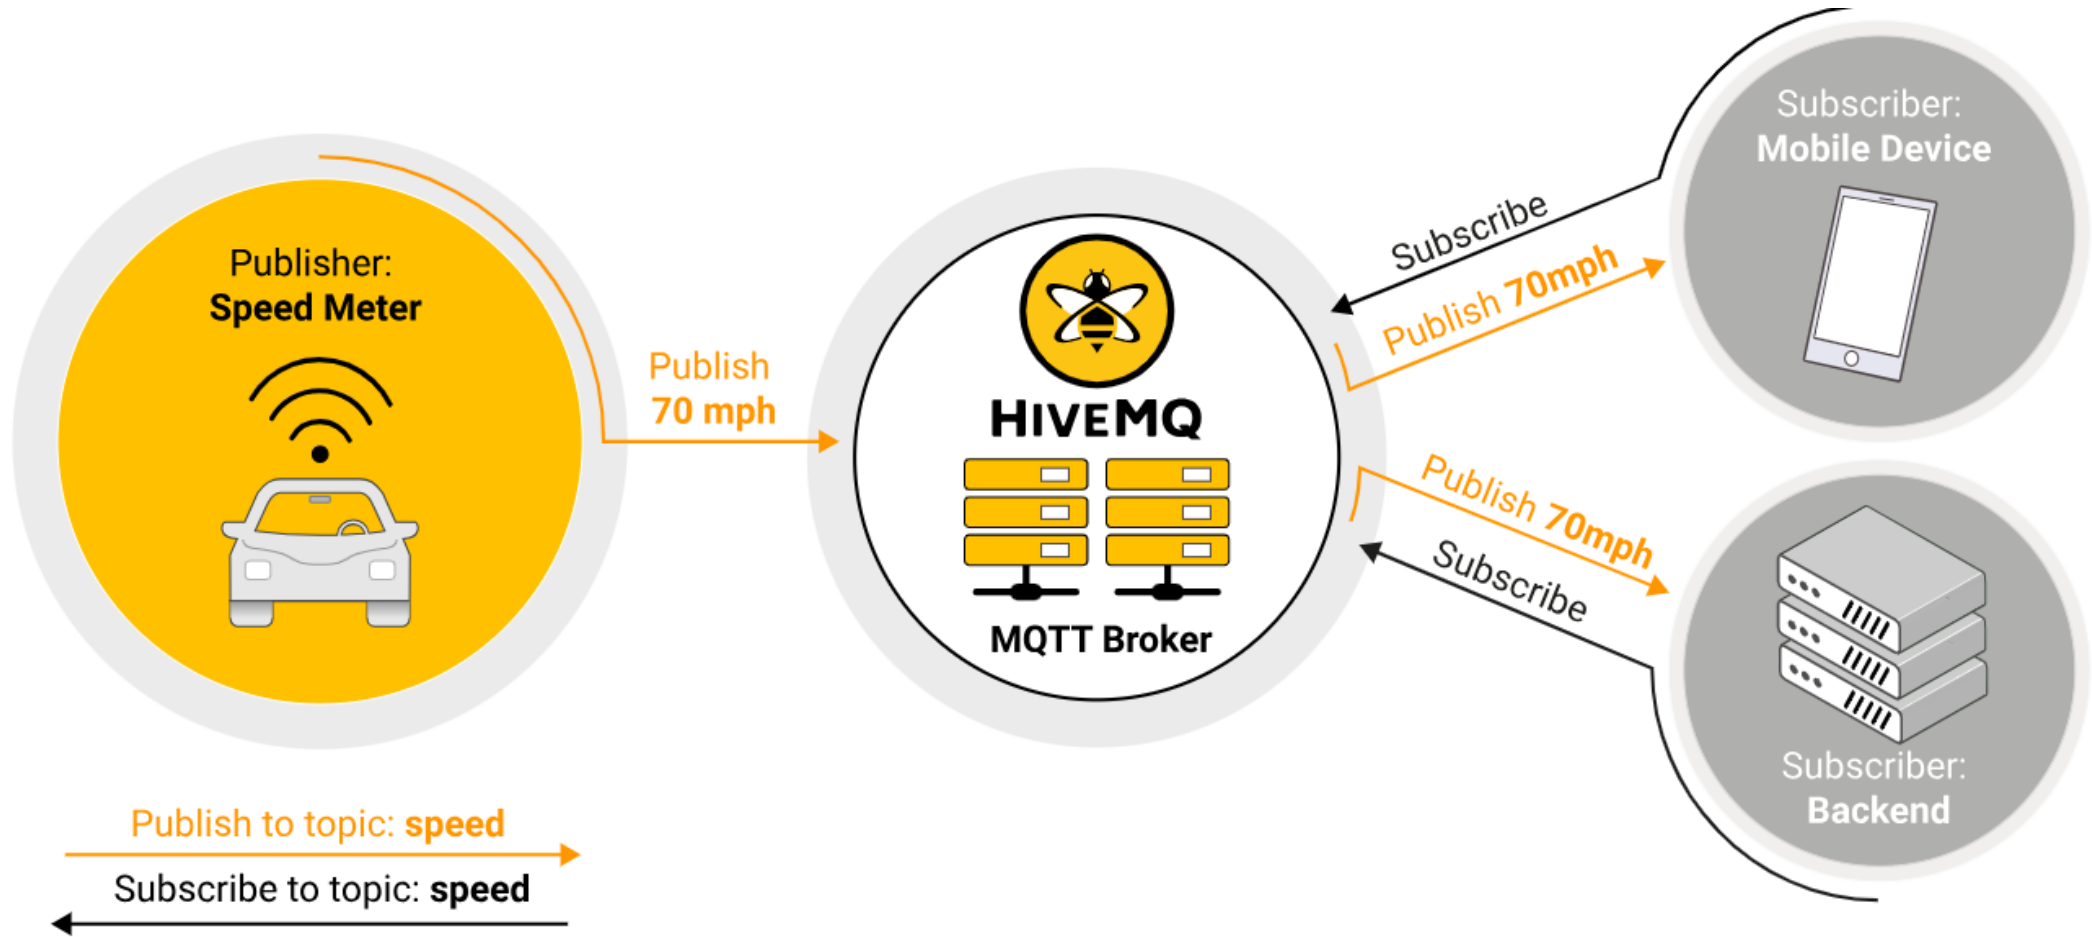 Publisher:
Speed Meter
Publish
70 mph
HIVEMQ
MQTT Broker
Subscribe
Publish 70mph
Subscriber:
Mobile Device
Publish 70mph
Subscribe
Subscriber:
Backend
Publish to topic: speed
Subscribe to topic: speed